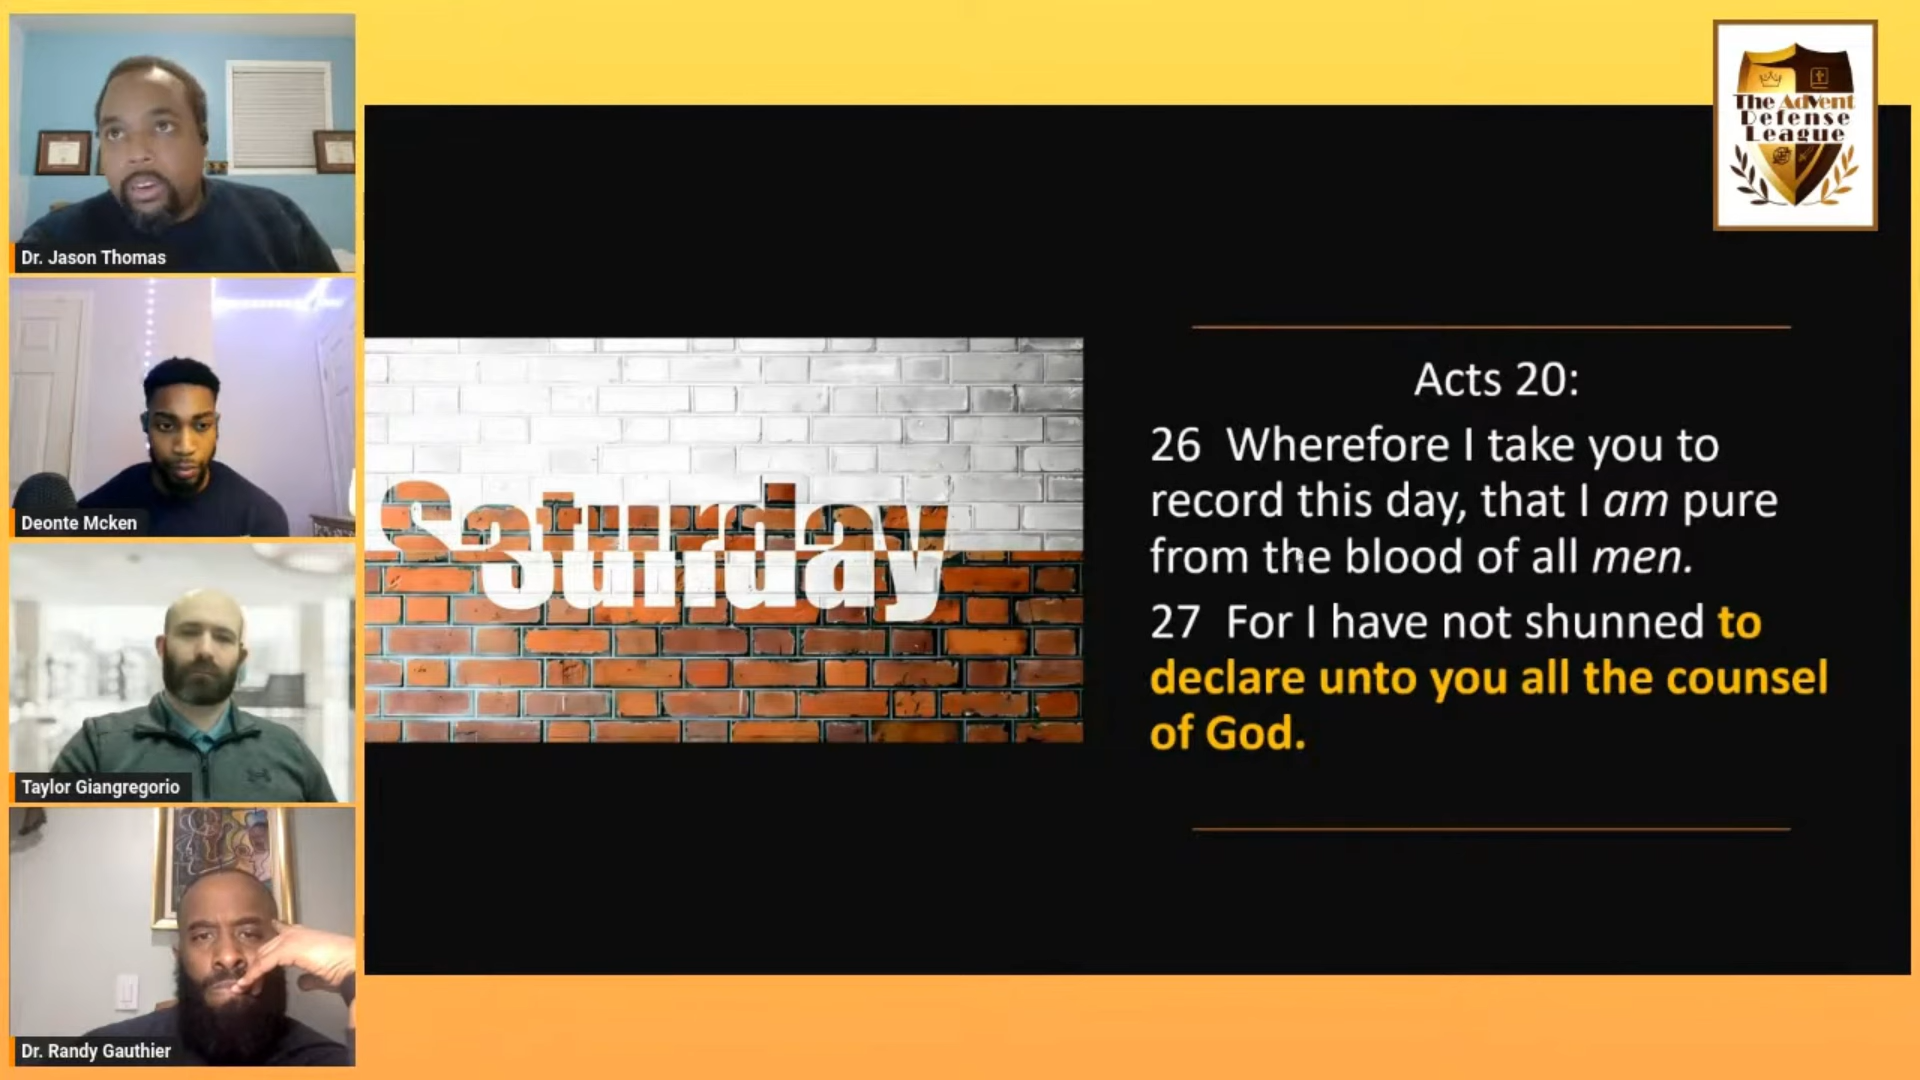 Dr. Jason Thomas
Deonte Mcken
Taylor Giangregorio
Dr. Randy Gauthier
Saturday
Sunday
The Advent
Defense
League
Acts 20:
26 Wherefore I take you to
record this day, that I am pure
from the blood of all men.
27 For I have not shunned to
declare unto you all the counsel
of God.